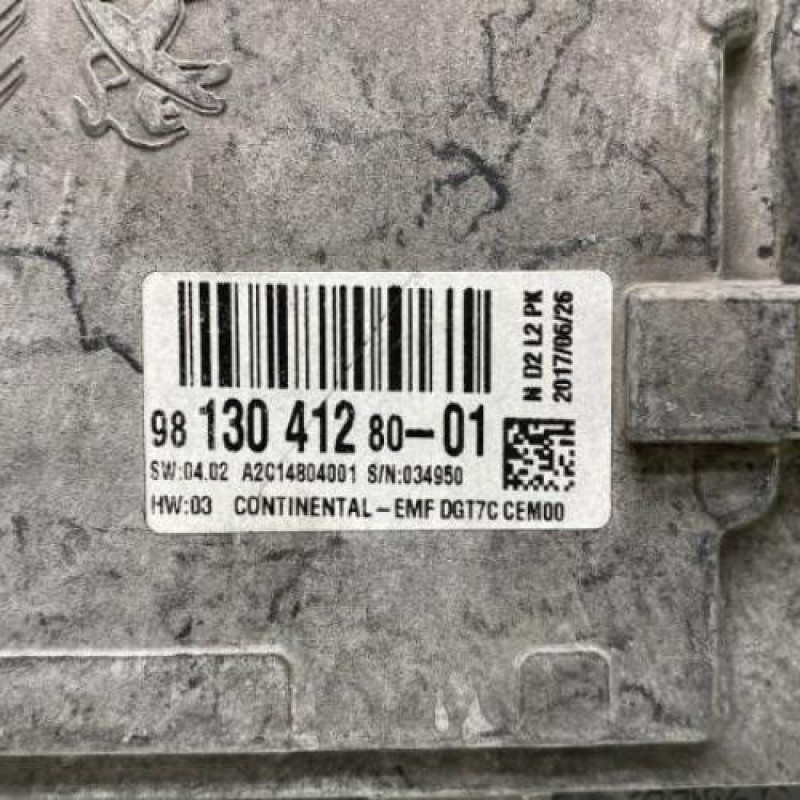 98 130 412 80-01
SW:04.02 A2C14804001 S/N:034950
HW:03 CONTINENTAL-EMF DGT7C CEM00
N D2 L2 PK
2017/06/26